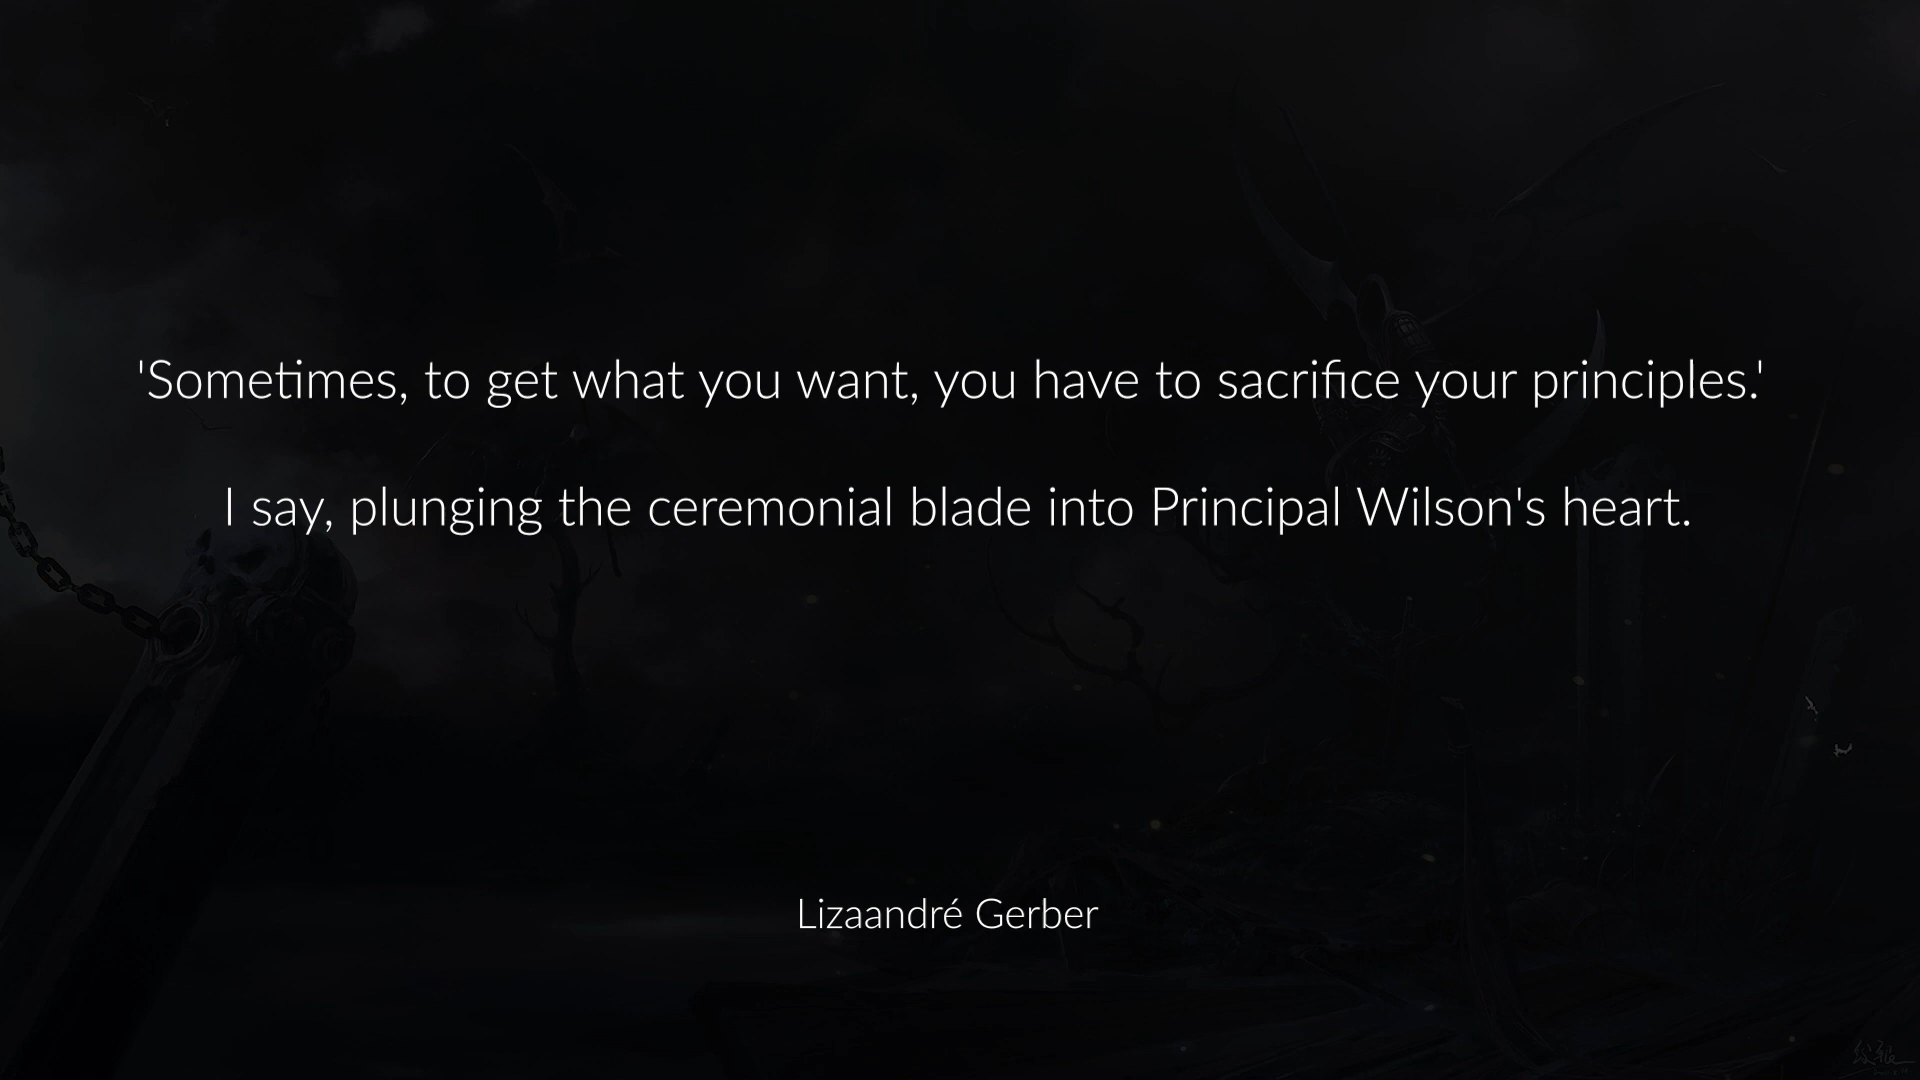 'Sometimes, to get what you want, you have to sacrifice your principles.'
I say, plunging the ceremonial blade into Principal Wilson's heart.
Lizaandré Gerber